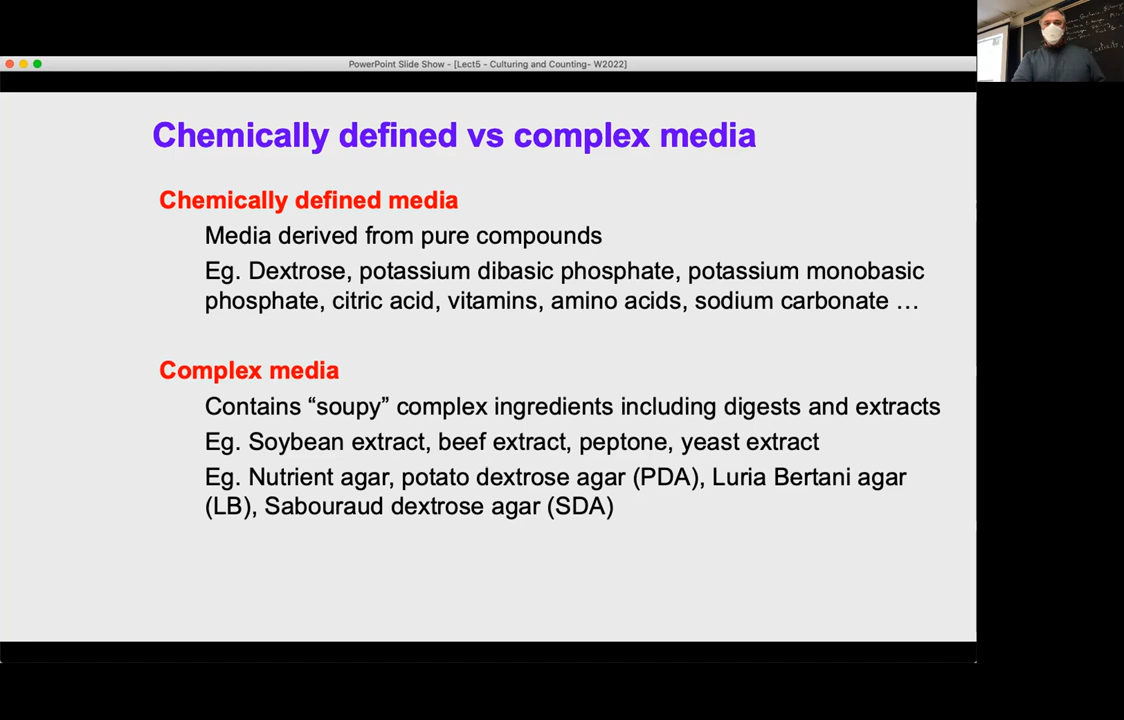 PowerPoint Slide Show - [Lect5 - Culturing and Counting- W2022]
Chemically defined vs complex media
Chemically defined media
Media derived from pure compounds
Eg. Dextrose, potassium dibasic phosphate, potassium monobasic
phosphate, citric acid, vitamins, amino acids, sodium carbonate …
Complex media
Contains “soupy” complex ingredients including digests and extracts
Eg. Soybean extract, beef extract, peptone, yeast extract
Eg. Nutrient agar, potato dextrose agar (PDA), Luria Bertani agar
(LB), Sabouraud dextrose agar (SDA)